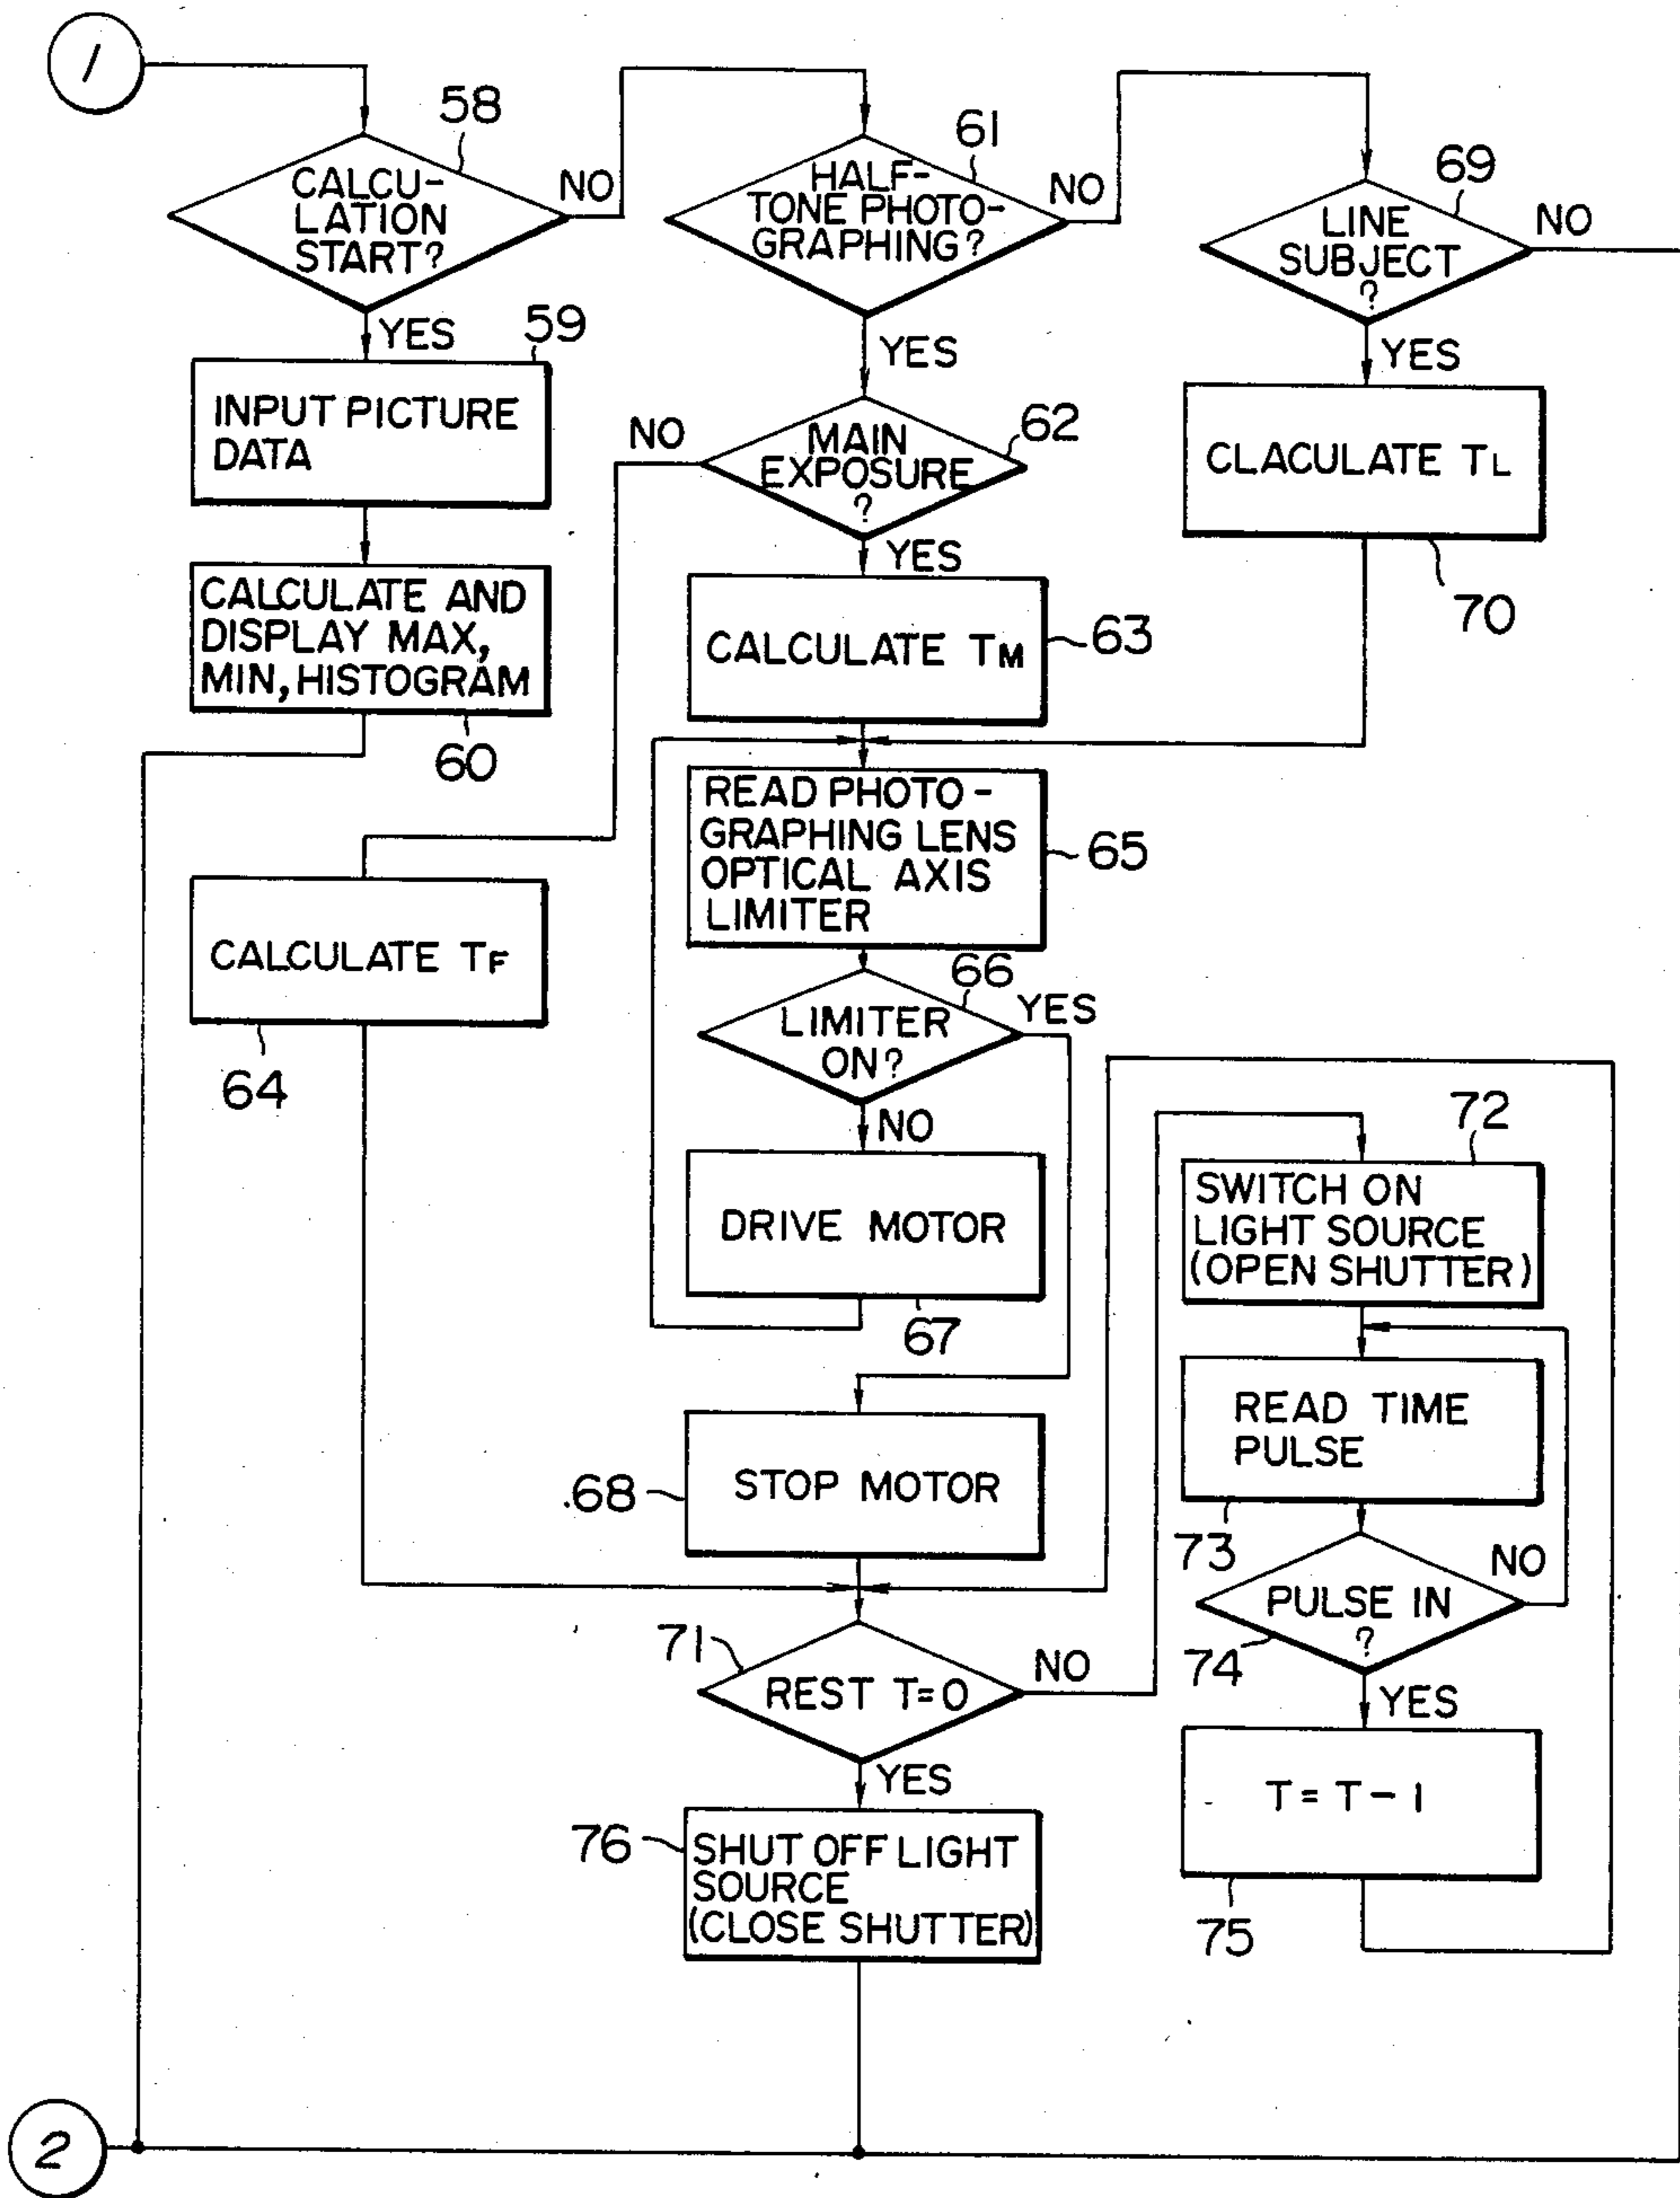 1
58
CALCU-
LATION
START?
NO
YES
59
INPUT PICTURE
DATA
CALCULATE AND
DISPLAY MAX,
MIN, HISTOGRAM
60
61
HALF-
TONE PHOTO-
GRAPHING?
NO
YES
62
MAIN
EXPOSURE
?
NO
YES
CALCULATE TM
63
CALCULATE TF
64
69
LINE
SUBJECT
?
NO
YES
CLACULATE TL
70
READ PHOTO-
GRAPHING LENS
OPTICAL AXIS
LIMITER
65
66
LIMITER
ON?
YES
NO
DRIVE MOTOR
67
STOP MOTOR
68
71
REST T=0
NO
YES
72
SWITCH ON
LIGHT SOURCE
(OPEN SHUTTER)
READ TIME
PULSE
73
PULSE IN
?
74
NO
YES
T=T-1
75
76
SHUT OFF LIGHT
SOURCE
(CLOSE SHUTTER)
2